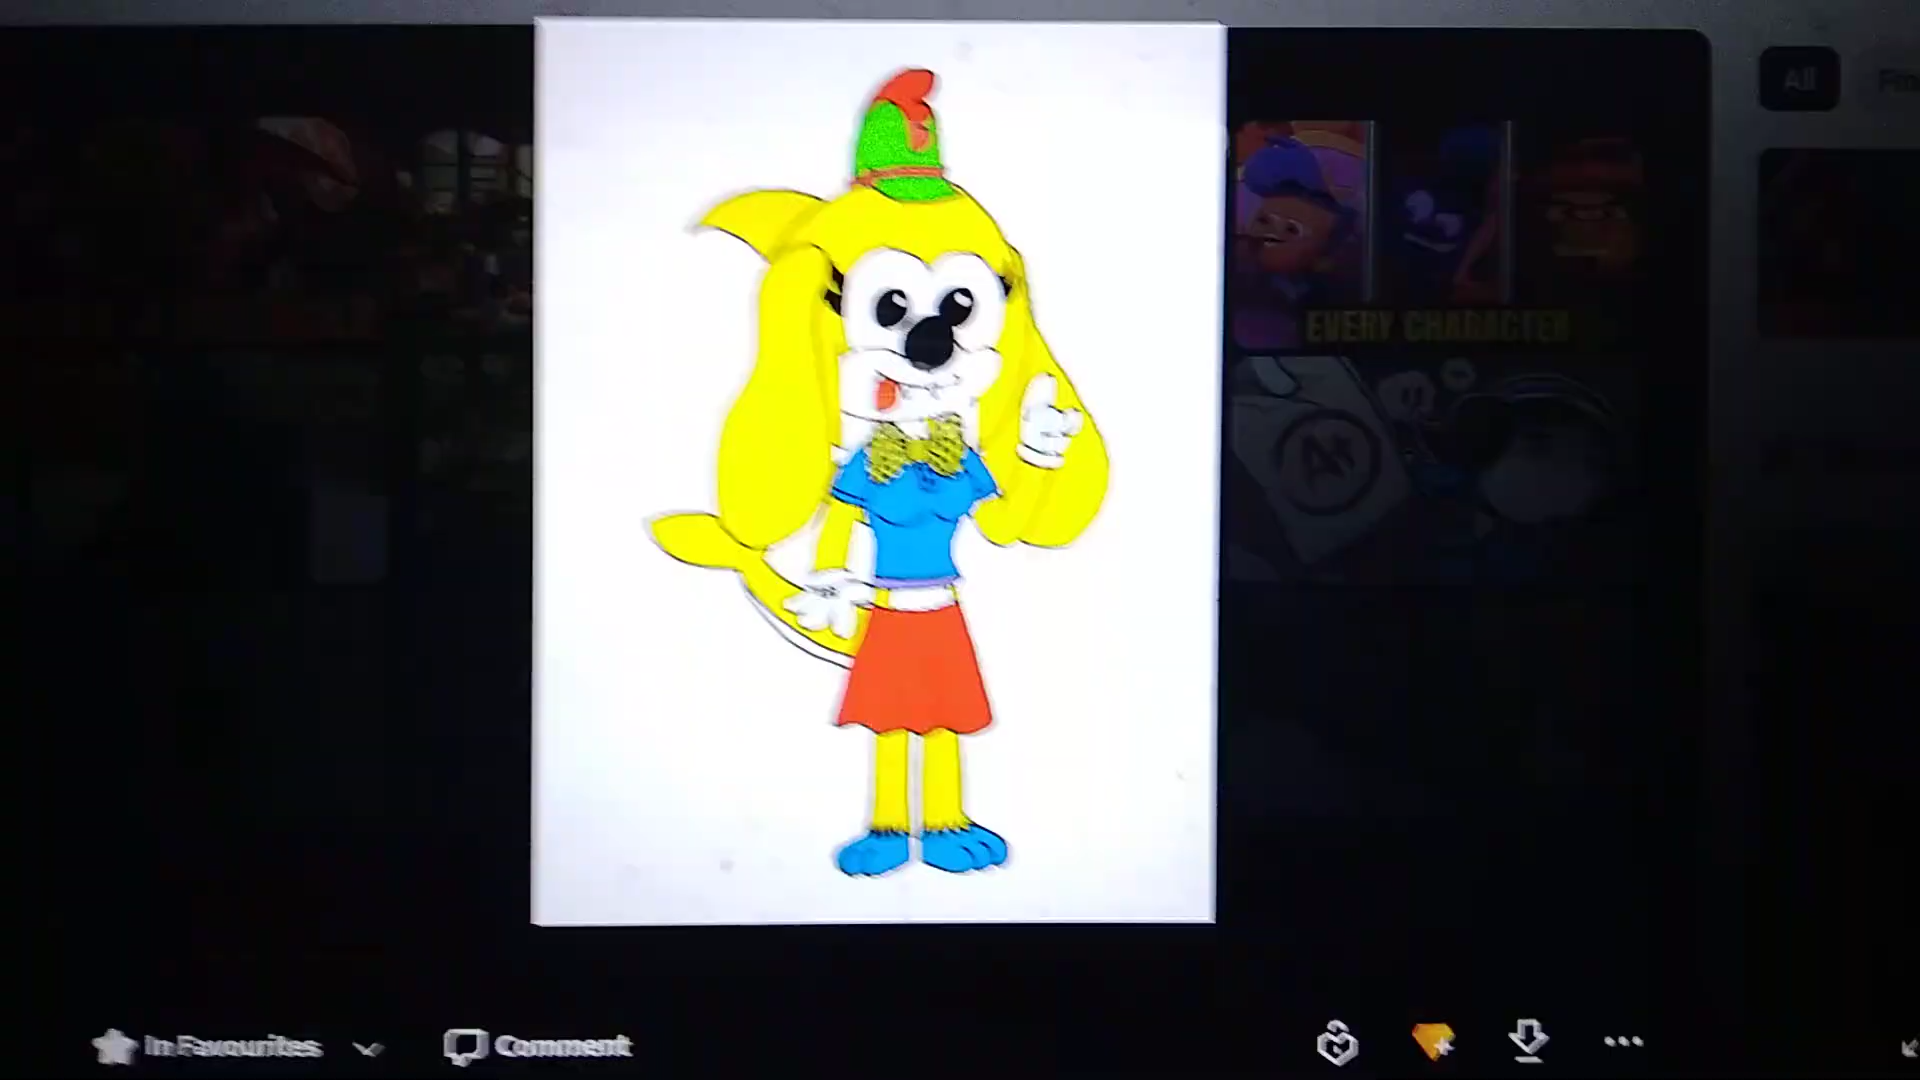 All
EVERY CHARACTER
A+
In Favourites
Comment